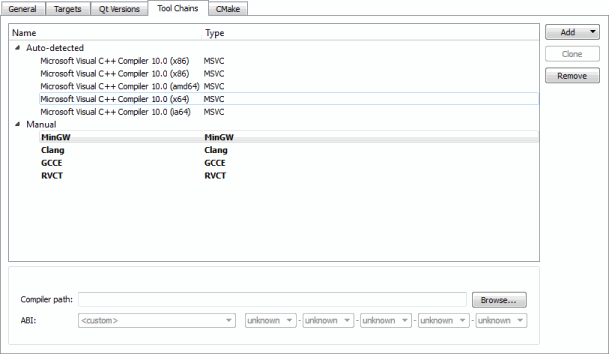 General Targets Qt Versions Tool Chains CMake
Name Type
Auto-detected
Microsoft Visual C++ Compiler 10.0 (x86) MSVC
Microsoft Visual C++ Compiler 10.0 (x86) MSVC
Microsoft Visual C++ Compiler 10.0 (amd64) MSVC
Microsoft Visual C++ Compiler 10.0 (x64) MSVC
Microsoft Visual C++ Compiler 10.0 (ia64) MSVC
Manual
MinGW MinGW
Clang Clang
GCCE GCCE
RVCT RVCT
Add
Clone
Remove
Compiler path: Browse...
ABI: <custom> unknown - unknown - unknown - unknown - unknown